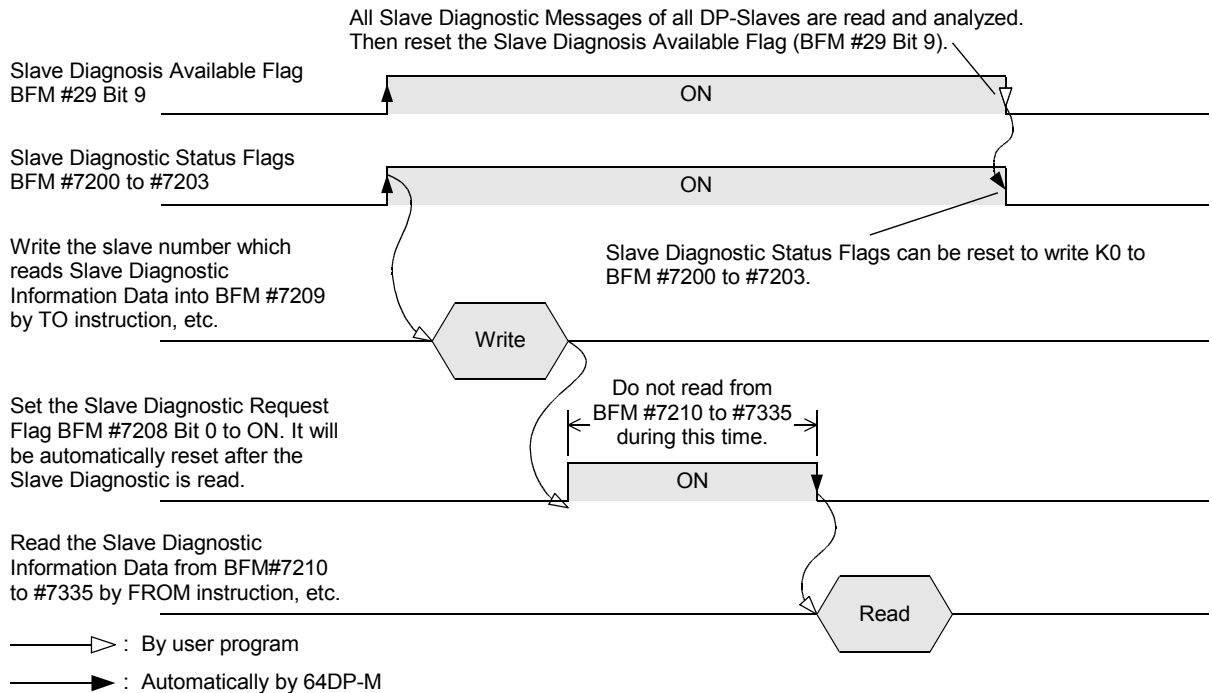 All Slave Diagnostic Messages of all DP-Slaves are read and analyzed.
Then reset the Slave Diagnosis Available Flag (BFM #29 Bit 9).
Slave Diagnosis Available Flag
BFM #29 Bit 9
ON
Slave Diagnostic Status Flags
BFM #7200 to #7203
ON
Slave Diagnostic Status Flags can be reset to write K0 to
BFM #7200 to #7203.
Write the slave number which
reads Slave Diagnostic
Information Data into BFM #7209
by TO instruction, etc.
Write
Do not read from
BFM #7210 to #7335
during this time.
Set the Slave Diagnostic Request
Flag BFM #7208 Bit 0 to ON. It will
be automatically reset after the
Slave Diagnostic is read.
ON
Read the Slave Diagnostic
Information Data from BFM#7210
to #7335 by FROM instruction, etc.
Read
: By user program
: Automatically by 64DP-M